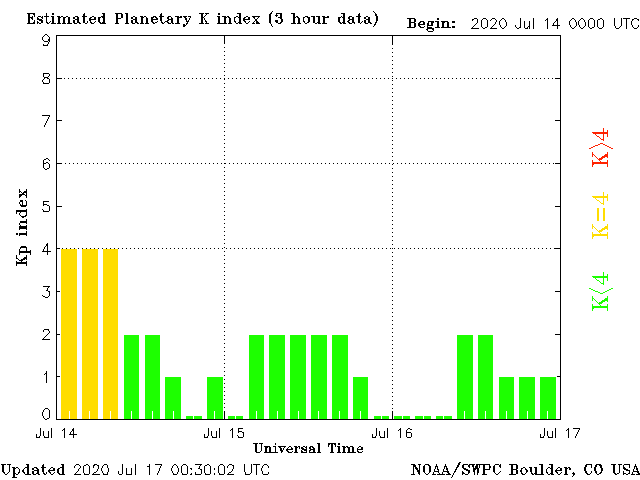 Estimated Planetary K index (3 hour data) Begin: 2020 Jul 14 0000 UTC
9
8
7
6
5
4
3
2
1
0
Kp index
K>4
K=4
K<4
Jul 14 Jul 15 Jul 16 Jul 17
Universal Time
Updated 2020 Jul 17 00:30:02 UTC NOAA/SWPC Boulder, CO USA